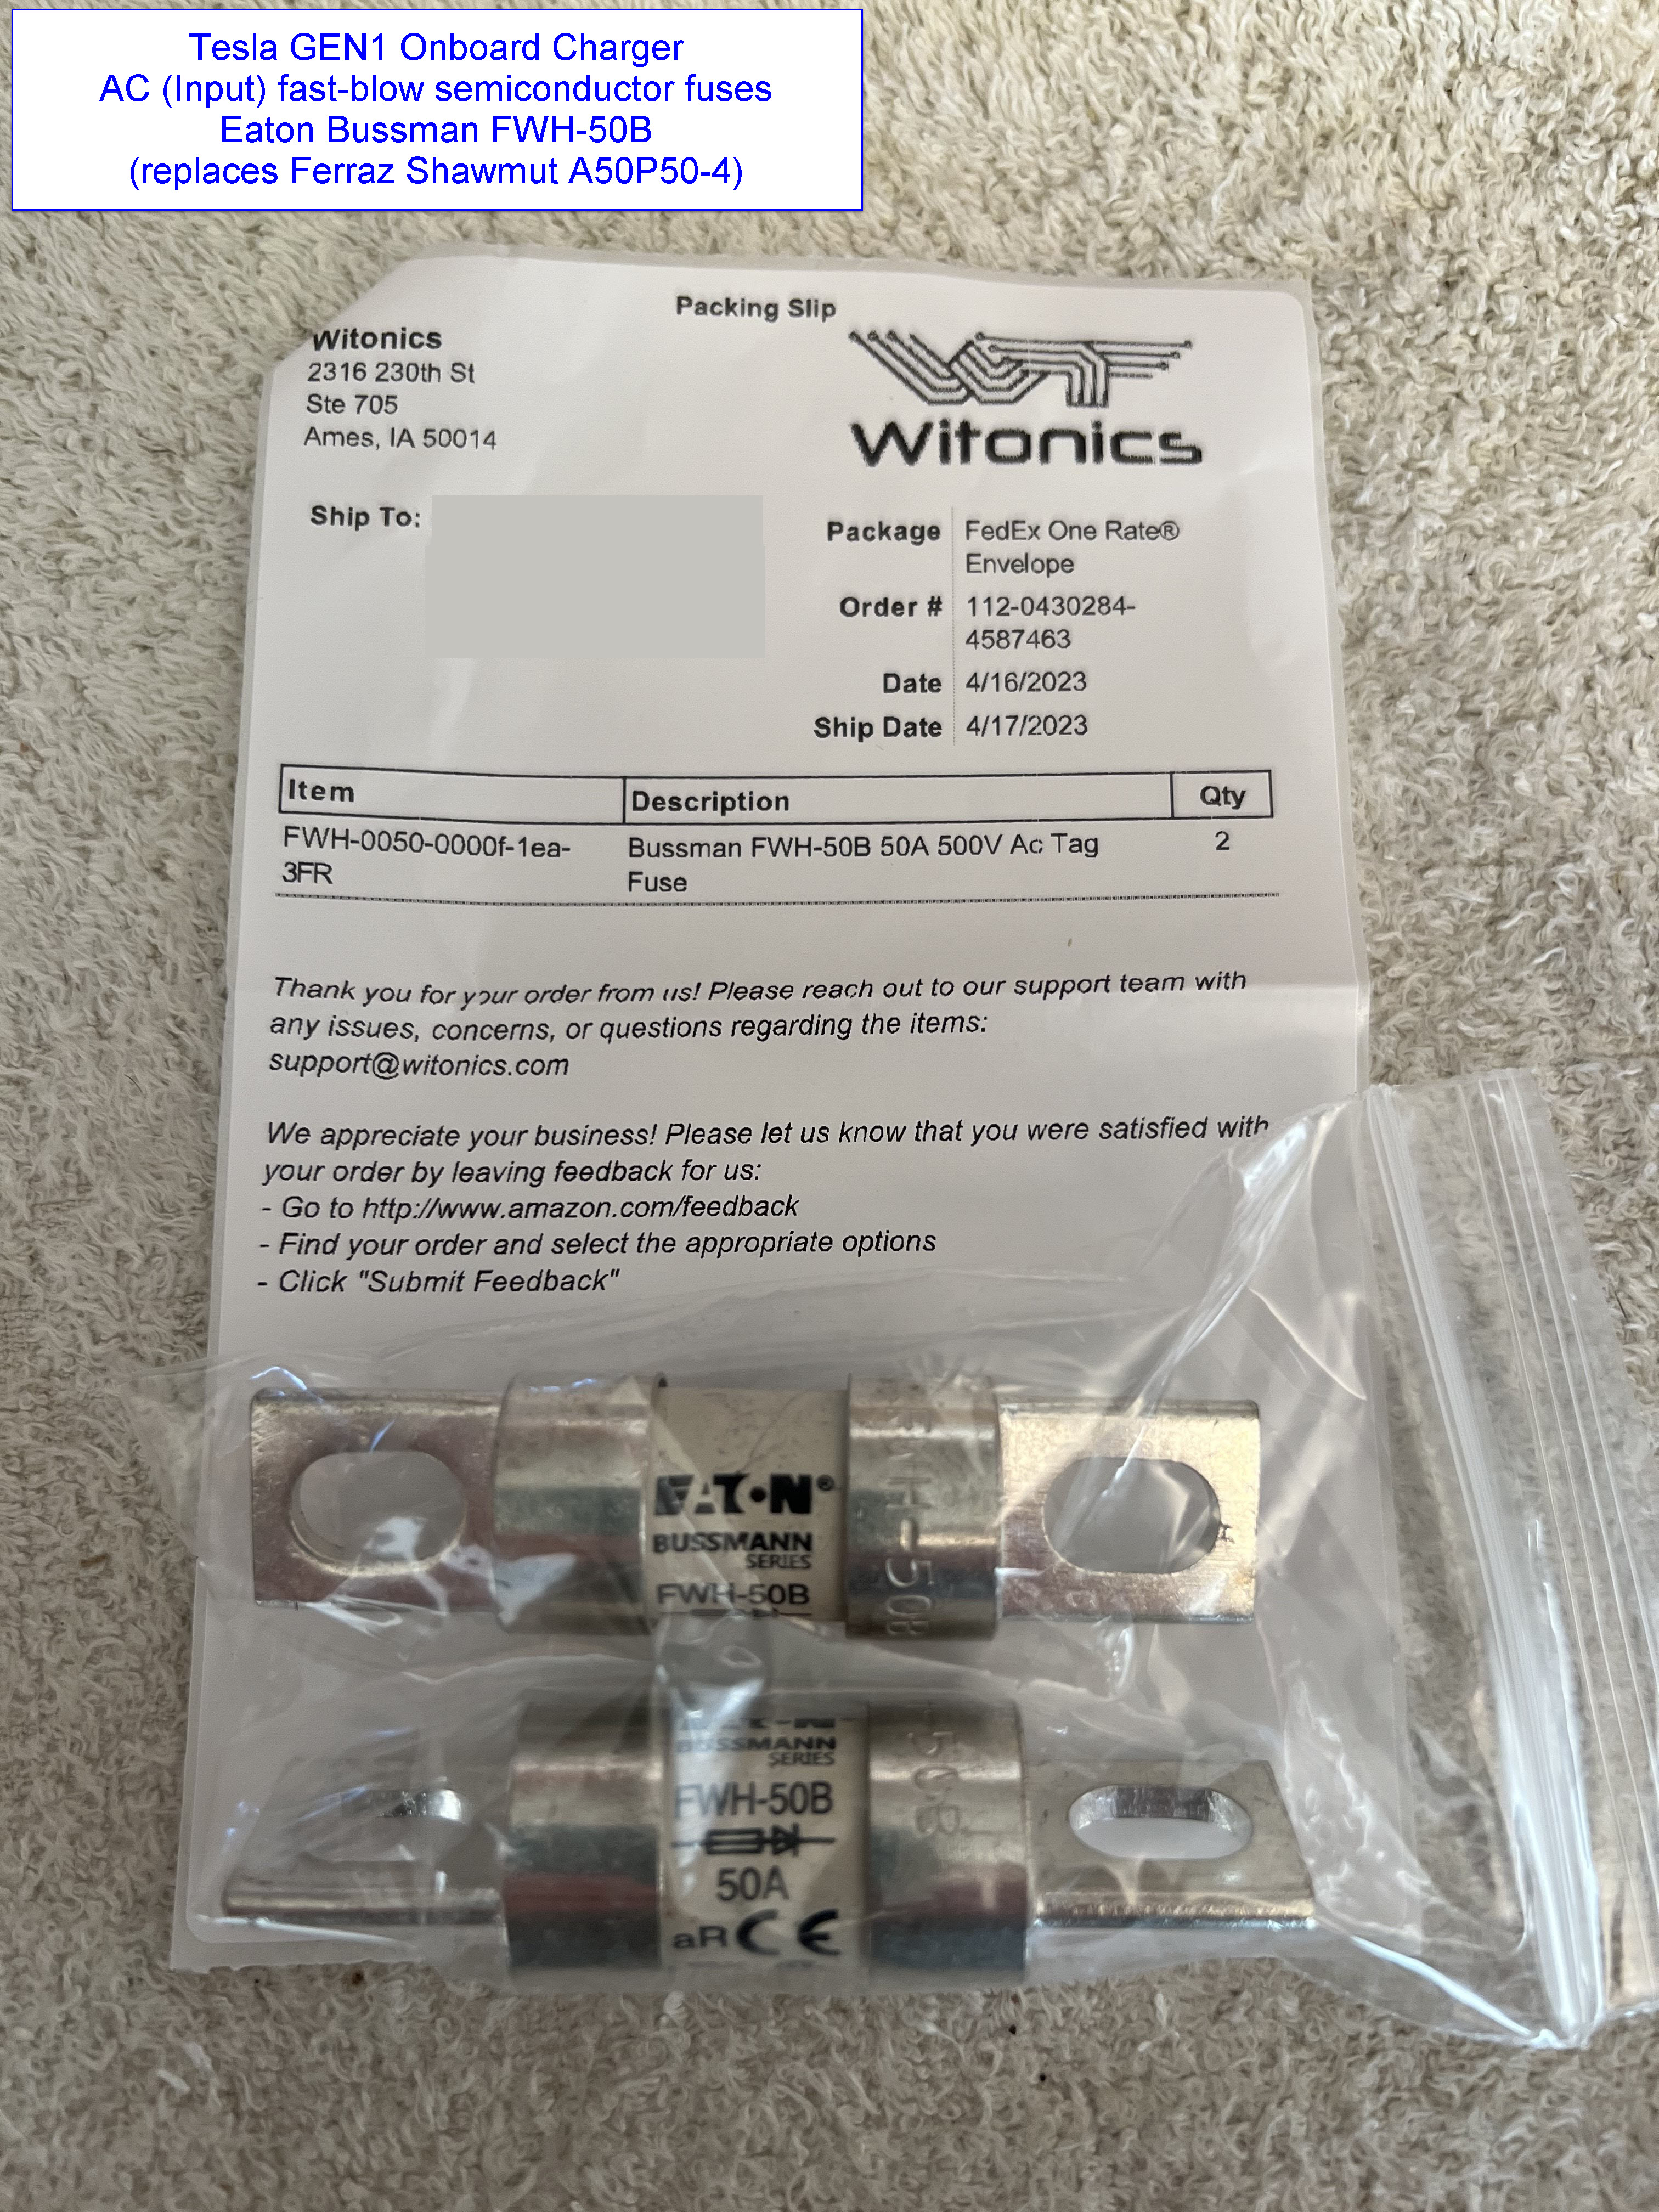 Tesla GEN1 Onboard Charger
AC (Input) fast-blow semiconductor fuses
Eaton Bussman FWH-50B
(replaces Ferraz Shawmut A50P50-4)
Packing Slip
Witonics
2316 230th St
Ste 705
Ames, IA 50014
Witonics
Ship To:
Package FedEx One Rate®
Envelope
Order # 112-0430284-
4587463
Date 4/16/2023
Ship Date 4/17/2023
Item Description Qty
FWH-0050-0000f-1ea-
3FR
Bussman FWH-50B 50A 500V Ac Tag
Fuse
2
Thank you for your order from us! Please reach out to our support team with
any issues, concerns, or questions regarding the items:
support@witonics.com
We appreciate your business! Please let us know that you were satisfied with
your order by leaving feedback for us:
- Go to http://www.amazon.com/feedback
- Find your order and select the appropriate options
- Click "Submit Feedback"
EATON®
BUSSMANN
SERIES
FWH-50B
WH-50B
EATON
BUSSMANN
SERIES
FWH-50B
50A
aR CE
-50B